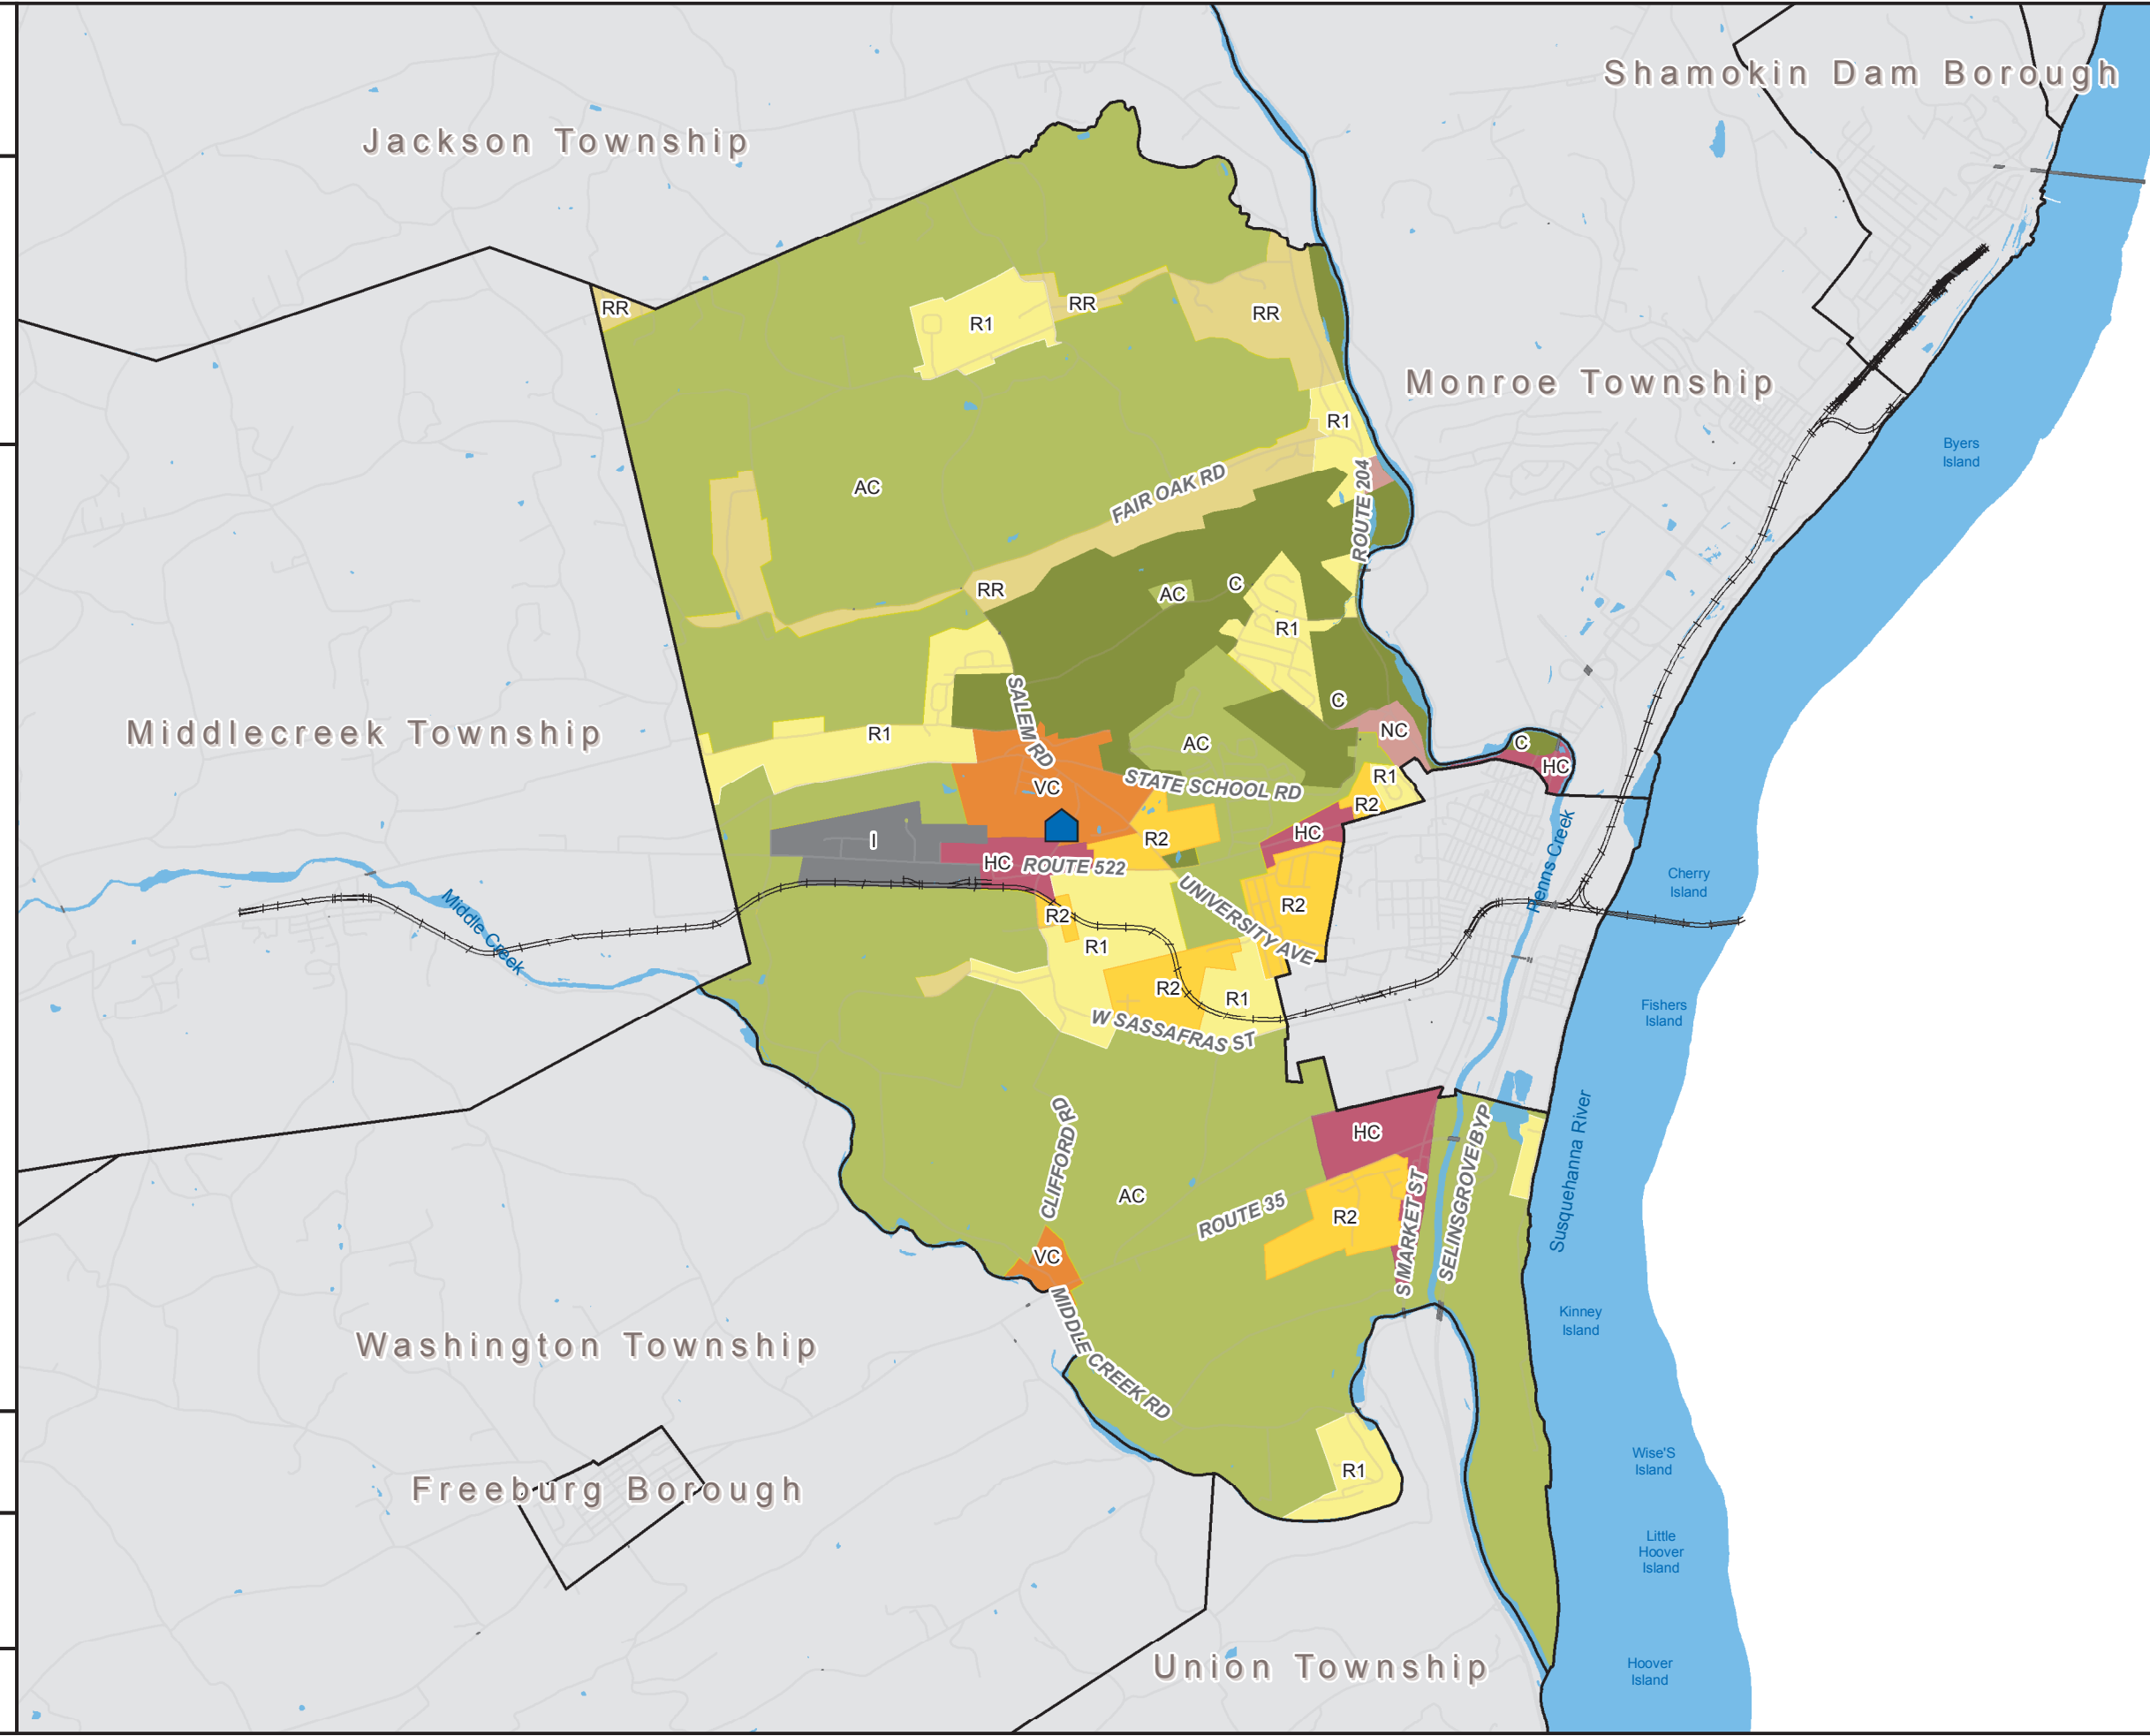 Shamokin Dam Borough
Jackson Township
RR
RR
RR
R1
Monroe Township
R1
Byers
Island
AC
FAIR OAK RD
ROUTE 204
RR
AC
C
R1
SALEM RD
C
Middlecreek Township
R1
NC
AC
C
HC
STATE SCHOOL RD
R1
VC
R2
HC
R2
I
HC
ROUTE 522
Penns Creek
Cherry
Island
UNIVERSITY AVE
R2
R2
Middle Creek
R1
R2
R1
Fishers
Island
W SASSAFRAS ST
CLIFFORD RD
HC
SELINSGROVE BYP
Susquehanna River
AC
ROUTE 35
R2
S MARKET ST
VC
Kinney
Island
MIDDLE CREEK RD
Washington Township
Wise'S
Island
R1
Freeburg Borough
Little
Hoover
Island
Union Township
Hoover
Island